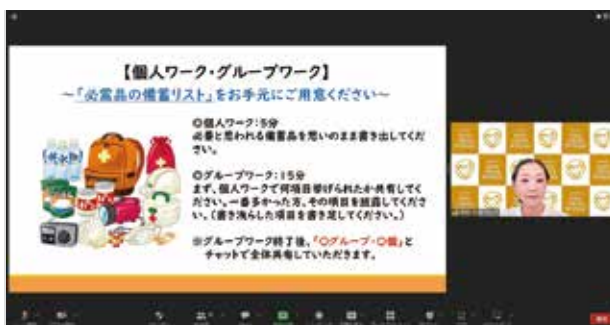 【個人ワーク・グループワーク】
~「必需品の備蓄リスト」をお手元にご用意ください~
◎個人ワーク:5分
必要と思われる備蓄品を思いのまま書き出してくだ
さい。
◎グループワーク:15分
まず、個人ワークで何項目挙げられたか共有してく
ださい。一番多かった方、その項目を披露してくださ
い。(書き洩らした項目を書き足してください。)
※グループワーク終了後、「〇グループ・〇個」と
チャットで全体共有していただきます。